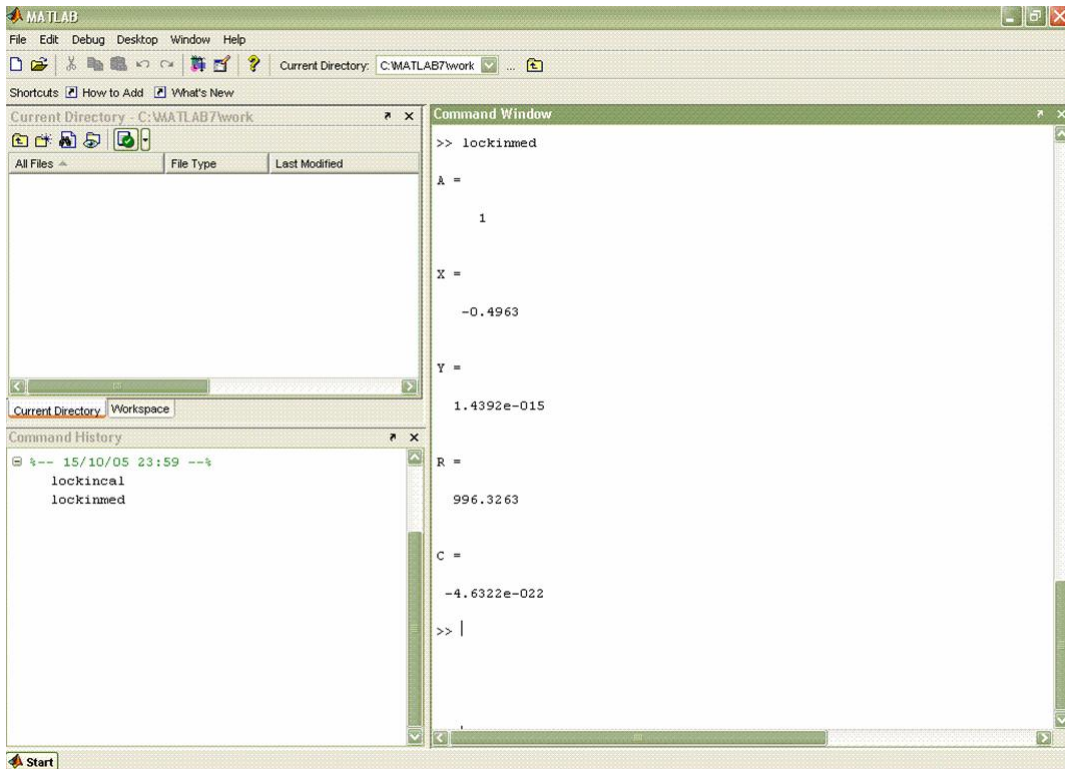 MATLAB
File Edit Debug Desktop Window Help
Current Directory: C:\MATLAB7\work ...
Shortcuts How to Add What's New
Current Directory - C:\MATLAB7\work
All Files File Type Last Modified
Current Directory Workspace
Command History
%-- 15/10/05 23:59 --%
lockincal
lockinmed
Command Window
>> lockinmed
A =
1
X =
-0.4963
Y =
1.4392e-015
R =
996.3263
C =
-4.6322e-022
>>
Start